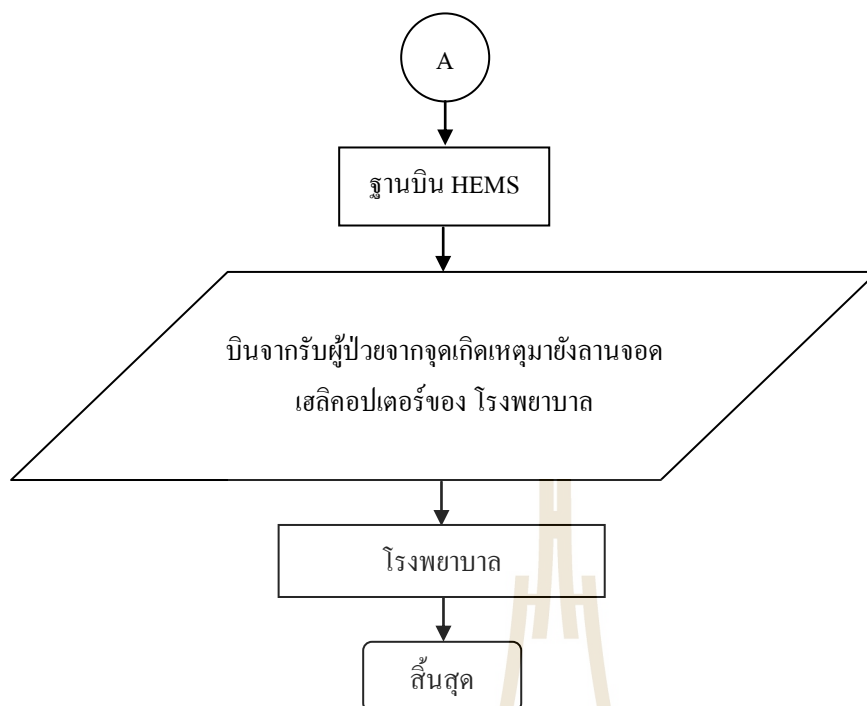 A
ฐานบิน HEMS
บินจากรับผู้ป่วยจากจุดเกิดเหตุมายังลานจอด
เฮลิคอปเตอร์ของ โรงพยาบาล
โรงพยาบาล
สิ้นสุด